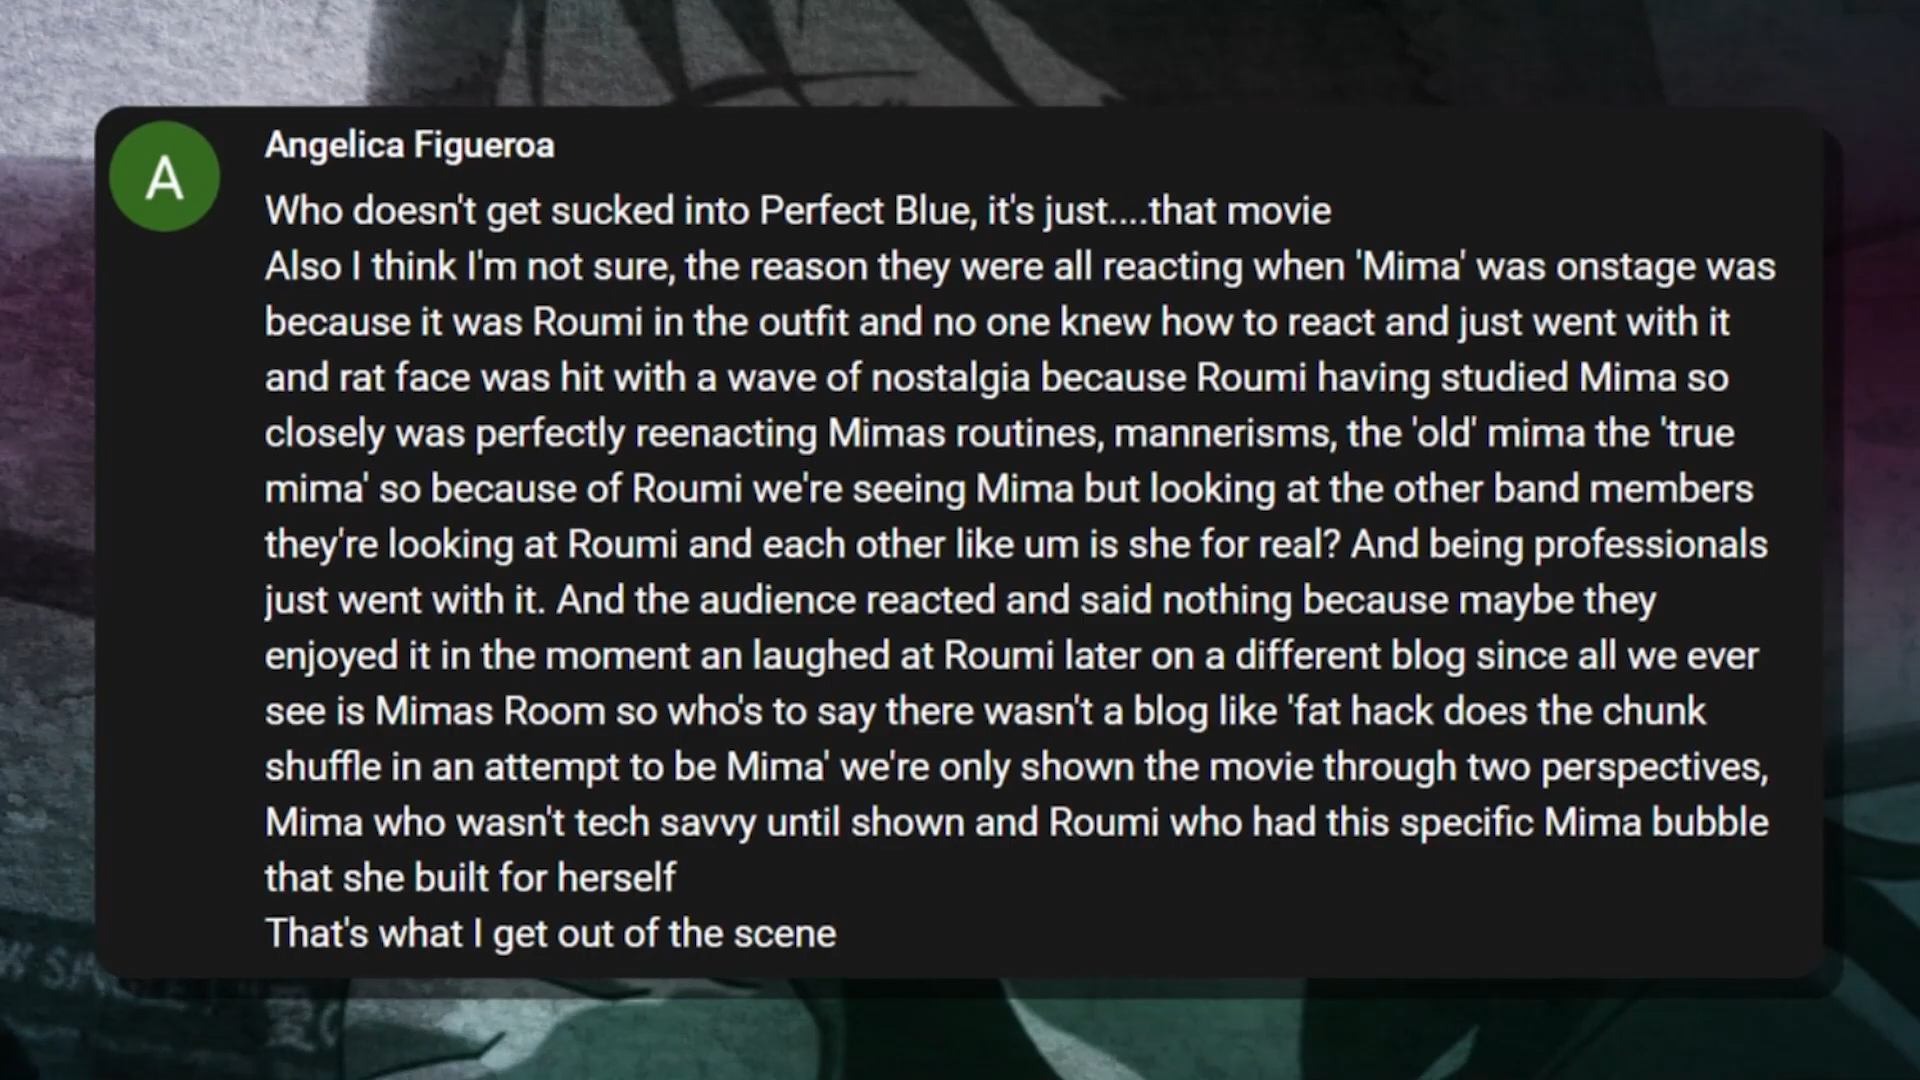 A
Angelica Figueroa
Who doesn't get sucked into Perfect Blue, it's just....that movie
Also I think I'm not sure, the reason they were all reacting when 'Mima' was onstage was
because it was Roumi in the outfit and no one knew how to react and just went with it
and rat face was hit with a wave of nostalgia because Roumi having studied Mima so
closely was perfectly reenacting Mimas routines, mannerisms, the 'old' mima the 'true
mima' so because of Roumi we're seeing Mima but looking at the other band members
they're looking at Roumi and each other like um is she for real? And being professionals
just went with it. And the audience reacted and said nothing because maybe they
enjoyed it in the moment an laughed at Roumi later on a different blog since all we ever
see is Mimas Room so who's to say there wasn't a blog like 'fat hack does the chunk
shuffle in an attempt to be Mima' we're only shown the movie through two perspectives,
Mima who wasn't tech savvy until shown and Roumi who had this specific Mima bubble
that she built for herself
That's what I get out of the scene